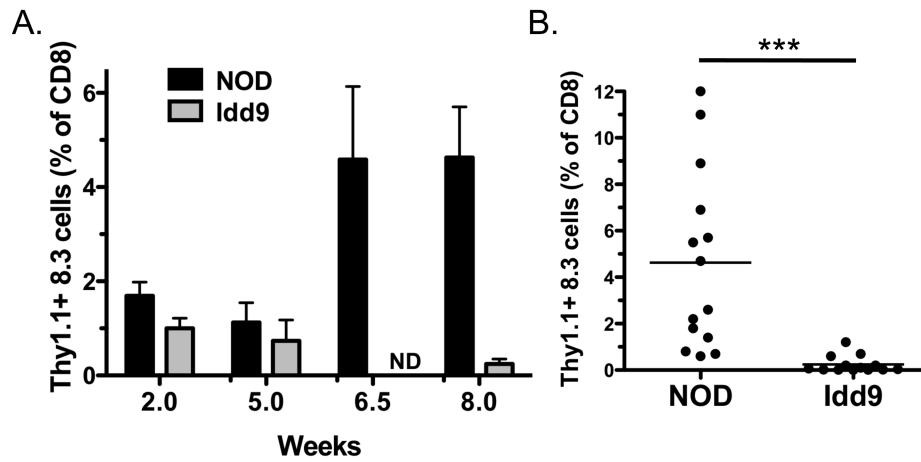 A.
Thy1.1+ 8.3 cells (% of CD8)
6
4
2
0
NOD
Idd9
ND
2.0 5.0 6.5 8.0
Weeks
B.
***
Thy1.1+ 8.3 cells (% of CD8)
12
10
8
6
4
2
0
NOD Idd9